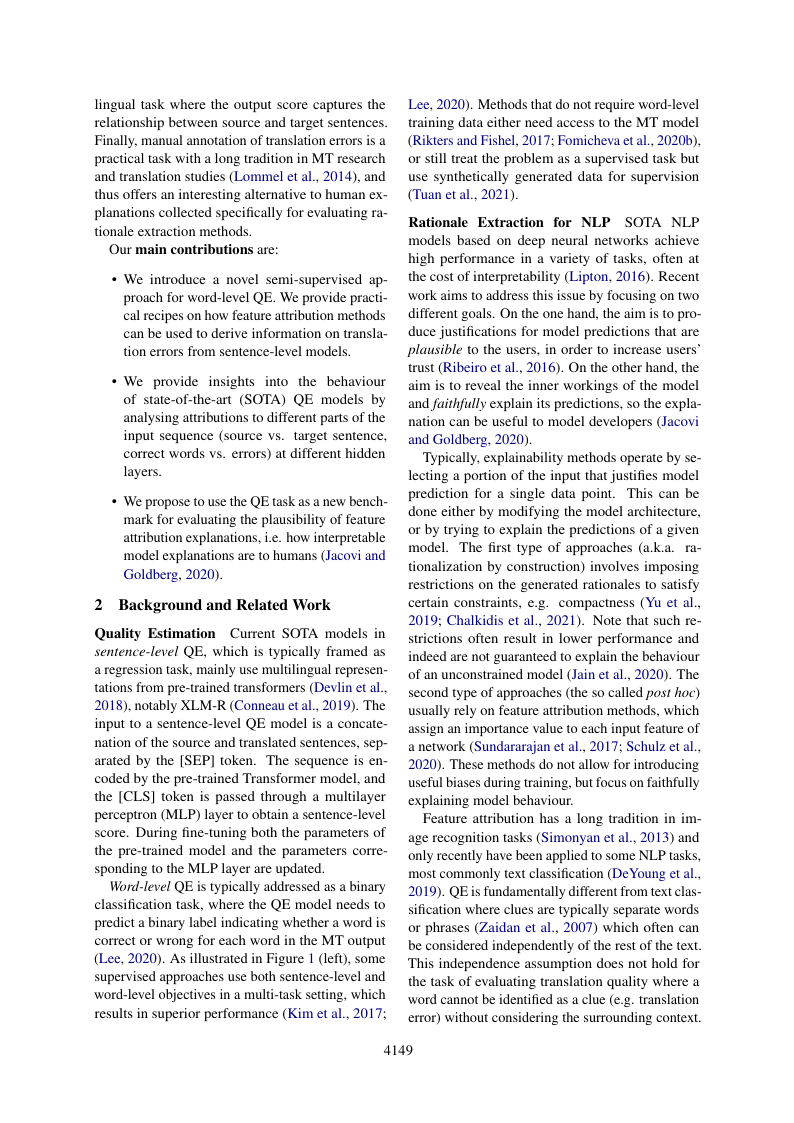 lingual task where the output score captures the
relationship between source and target sentences.
Finally, manual annotation of translation errors is a
practical task with a long tradition in MT research
and translation studies (Lommel et al., 2014), and
thus offers an interesting alternative to human ex-
planations collected specifically for evaluating ra-
tionale extraction methods.
Our main contributions are:
• We introduce a novel semi-supervised ap-
proach for word-level QE. We provide practi-
cal recipes on how feature attribution methods
can be used to derive information on transla-
tion errors from sentence-level models.
• We provide insights into the behaviour
of state-of-the-art (SOTA) QE models by
analysing attributions to different parts of the
input sequence (source vs. target sentence,
correct words vs. errors) at different hidden
layers.
• We propose to use the QE task as a new bench-
mark for evaluating the plausibility of feature
attribution explanations, i.e. how interpretable
model explanations are to humans (Jacovi and
Goldberg, 2020).
2 Background and Related Work
Quality Estimation Current SOTA models in
sentence-level QE, which is typically framed as
a regression task, mainly use multilingual represen-
tations from pre-trained transformers (Devlin et al.,
2018), notably XLM-R (Conneau et al., 2019). The
input to a sentence-level QE model is a concate-
nation of the source and translated sentences, sep-
arated by the [SEP] token. The sequence is en-
coded by the pre-trained Transformer model, and
the [CLS] token is passed through a multilayer
perceptron (MLP) layer to obtain a sentence-level
score. During fine-tuning both the parameters of
the pre-trained model and the parameters corre-
sponding to the MLP layer are updated.
Word-level QE is typically addressed as a binary
classification task, where the QE model needs to
predict a binary label indicating whether a word is
correct or wrong for each word in the MT output
(Lee, 2020). As illustrated in Figure 1 (left), some
supervised approaches use both sentence-level and
word-level objectives in a multi-task setting, which
results in superior performance (Kim et al., 2017;
Lee, 2020). Methods that do not require word-level
training data either need access to the MT model
(Rikters and Fishel, 2017; Fomicheva et al., 2020b),
or still treat the problem as a supervised task but
use synthetically generated data for supervision
(Tuan et al., 2021).
Rationale Extraction for NLP SOTA NLP
models based on deep neural networks achieve
high performance in a variety of tasks, often at
the cost of interpretability (Lipton, 2016). Recent
work aims to address this issue by focusing on two
different goals. On the one hand, the aim is to pro-
duce justifications for model predictions that are
plausible to the users, in order to increase users'
trust (Ribeiro et al., 2016). On the other hand, the
aim is to reveal the inner workings of the model
and faithfully explain its predictions, so the expla-
nation can be useful to model developers (Jacovi
and Goldberg, 2020).
Typically, explainability methods operate by se-
lecting a portion of the input that justifies model
prediction for a single data point. This can be
done either by modifying the model architecture,
or by trying to explain the predictions of a given
model. The first type of approaches (a.k.a. ra-
tionalization by construction) involves imposing
restrictions on the generated rationales to satisfy
certain constraints, e.g. compactness (Yu et al.,
2019; Chalkidis et al., 2021). Note that such re-
strictions often result in lower performance and
indeed are not guaranteed to explain the behaviour
of an unconstrained model (Jain et al., 2020). The
second type of approaches (the so called post hoc)
usually rely on feature attribution methods, which
assign an importance value to each input feature of
a network (Sundararajan et al., 2017; Schulz et al.,
2020). These methods do not allow for introducing
useful biases during training, but focus on faithfully
explaining model behaviour.
Feature attribution has a long tradition in im-
age recognition tasks (Simonyan et al., 2013) and
only recently have been applied to some NLP tasks,
most commonly text classification (DeYoung et al.,
2019). QE is fundamentally different from text clas-
sification where clues are typically separate words
or phrases (Zaidan et al., 2007) which often can
be considered independently of the rest of the text.
This independence assumption does not hold for
the task of evaluating translation quality where a
word cannot be identified as a clue (e.g. translation
error) without considering the surrounding context.
4149